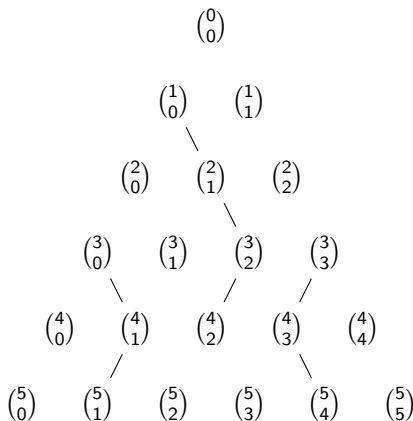 (0 0)
(1 0) (1 1)
(2 0) (2 1) (2 2)
(3 0) (3 1) (3 2) (3 3)
(4 0) (4 1) (4 2) (4 3) (4 4)
(5 0) (5 1) (5 2) (5 3) (5 4) (5 5)